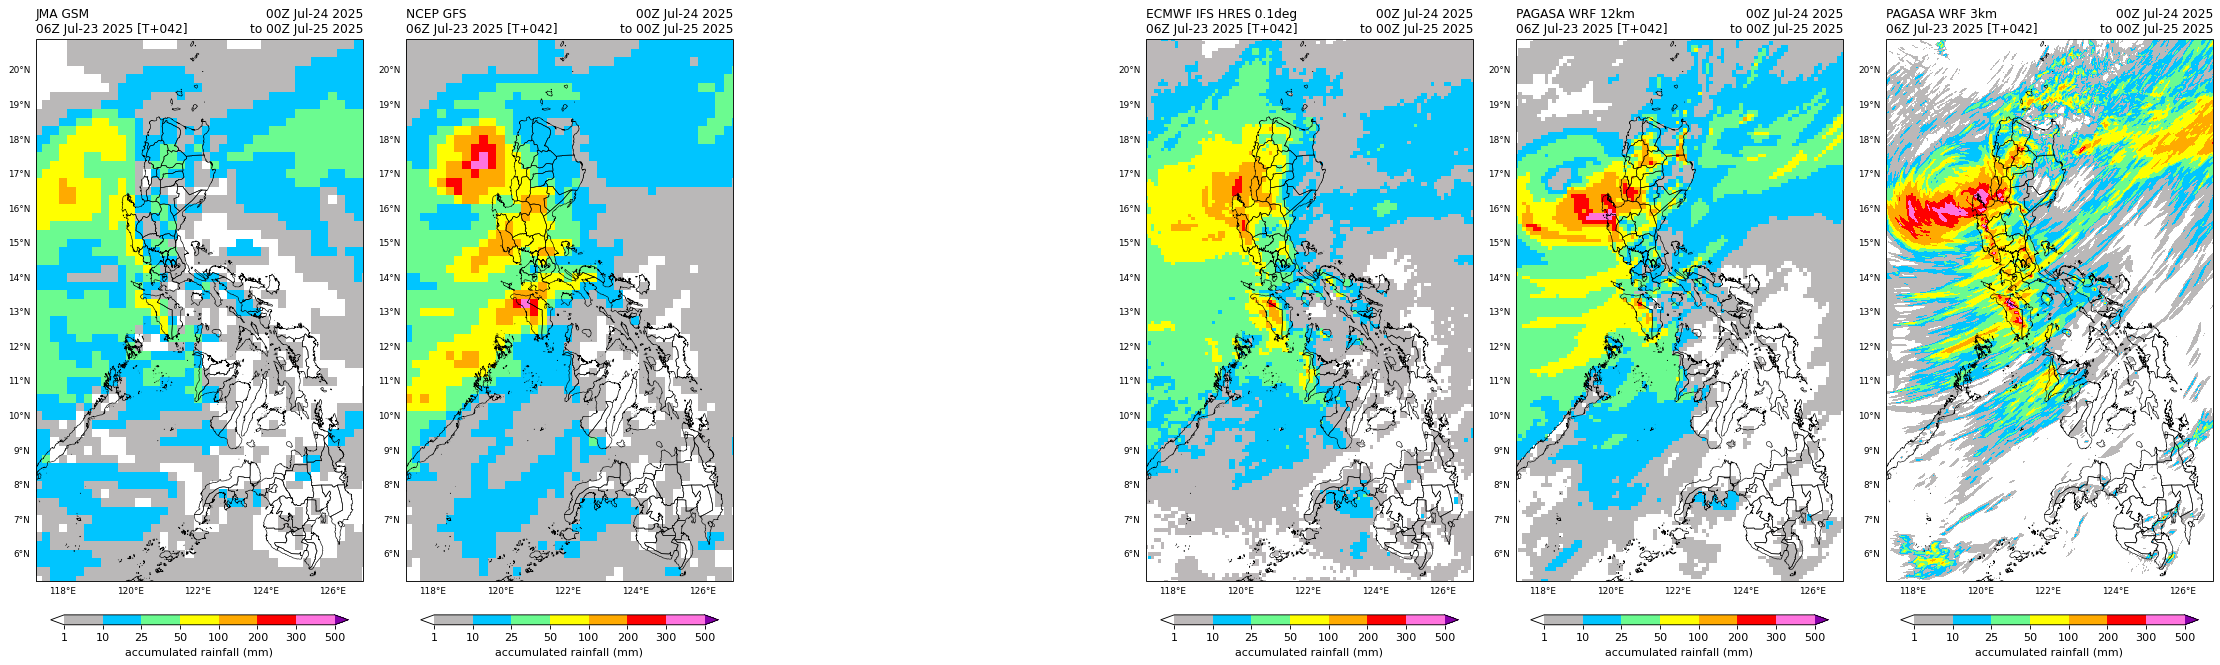 JMA GSM 00Z Jul-24 2025
06Z Jul-23 2025 [T+042] to 00Z Jul-25 2025
20°N
19°N
18°N
17°N
16°N
15°N
14°N
13°N
12°N
11°N
10°N
9°N
8°N
7°N
6°N
118°E 120°E 122°E 124°E 126°E
1 10 25 50 100 200 300 500
accumulated rainfall (mm)
NCEP GFS 00Z Jul-24 2025
06Z Jul-23 2025 [T+042] to 00Z Jul-25 2025
20°N
19°N
18°N
17°N
16°N
15°N
14°N
13°N
12°N
11°N
10°N
9°N
8°N
7°N
6°N
118°E 120°E 122°E 124°E 126°E
1 10 25 50 100 200 300 500
accumulated rainfall (mm)
ECMWF IFS HRES 0.1deg 00Z Jul-24 2025
06Z Jul-23 2025 [T+042] to 00Z Jul-25 2025
20°N
19°N
18°N
17°N
16°N
15°N
14°N
13°N
12°N
11°N
10°N
9°N
8°N
7°N
6°N
118°E 120°E 122°E 124°E 126°E
1 10 25 50 100 200 300 500
accumulated rainfall (mm)
PAGASA WRF 12km 00Z Jul-24 2025
06Z Jul-23 2025 [T+042] to 00Z Jul-25 2025
20°N
19°N
18°N
17°N
16°N
15°N
14°N
13°N
12°N
11°N
10°N
9°N
8°N
7°N
6°N
118°E 120°E 122°E 124°E 126°E
1 10 25 50 100 200 300 500
accumulated rainfall (mm)
PAGASA WRF 3km 00Z Jul-24 2025
06Z Jul-23 2025 [T+042] to 00Z Jul-25 2025
20°N
19°N
18°N
17°N
16°N
15°N
14°N
13°N
12°N
11°N
10°N
9°N
8°N
7°N
6°N
118°E 120°E 122°E 124°E 126°E
1 10 25 50 100 200 300 500
accumulated rainfall (mm)